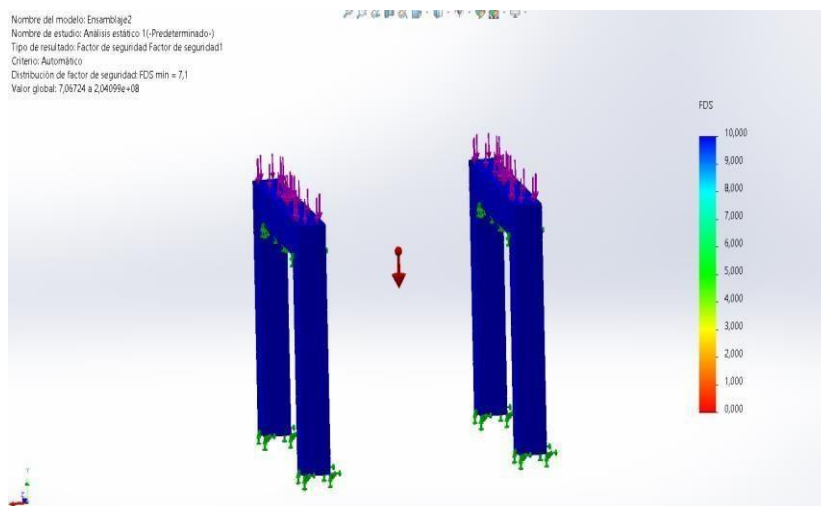 Nombre del modelo: Ensamblaje2
Nombre de estudio: Análisis estático 1(-Predeterminado-)
Tipo de resultado: Factor de seguridad Factor de seguridad1
Criterio: Automático
Distribución de factor de seguridad: FDS mín = 7,1
Valor global: 7,06724 a 2,04099e+08
FDS
10,000
9,000
8,000
7,000
6,000
5,000
4,000
3,000
2,000
1,000
0,000